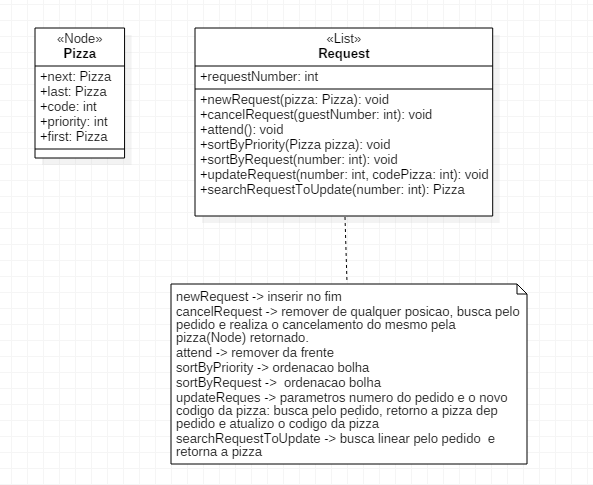 «Node»
Pizza
+next: Pizza
+last: Pizza
+code: int
+priority: int
+first: Pizza
«List»
Request
+requestNumber: int
+newRequest(pizza: Pizza): void
+cancelRequest(guestNumber: int): void
+attend(): void
+sortByPriority(Pizza pizza): void
+sortByRequest(number: int): void
+updateRequest(number: int, codePizza: int): void
+searchRequestToUpdate(number: int): Pizza
newRequest -> inserir no fim
cancelRequest -> remover de qualquer posicao, busca pelo
pedido e realiza o cancelamento do mesmo pela
pizza(Node) retornado.
attend -> remover da frente
sortByPriority -> ordenacao bolha
sortByRequest -> ordenacao bolha
updateReques -> parametros numero do pedido e o novo
codigo da pizza: busca pelo pedido, retorno a pizza dep
pedido e atualizo o codigo da pizza
searchRequestToUpdate -> busca linear pelo pedido e
retorna a pizza